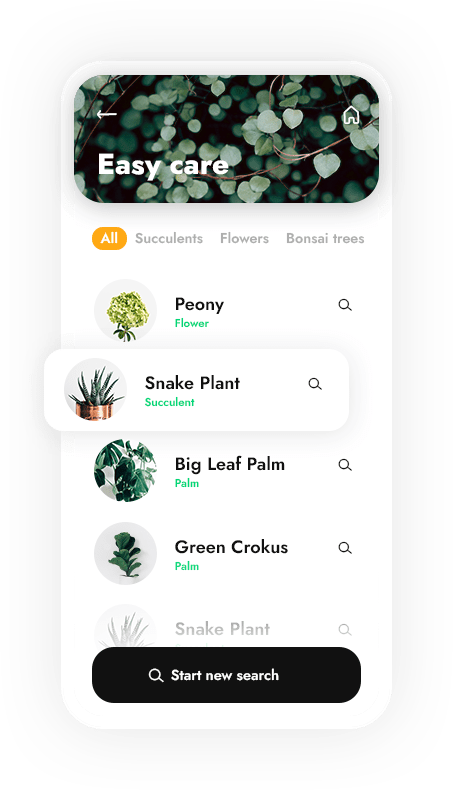 Easy care
All Succulents Flowers Bonsai trees
Peony
Flower
Snake Plant
Succulent
Big Leaf Palm
Palm
Green Crokus
Palm
Snake Plant
Start new search